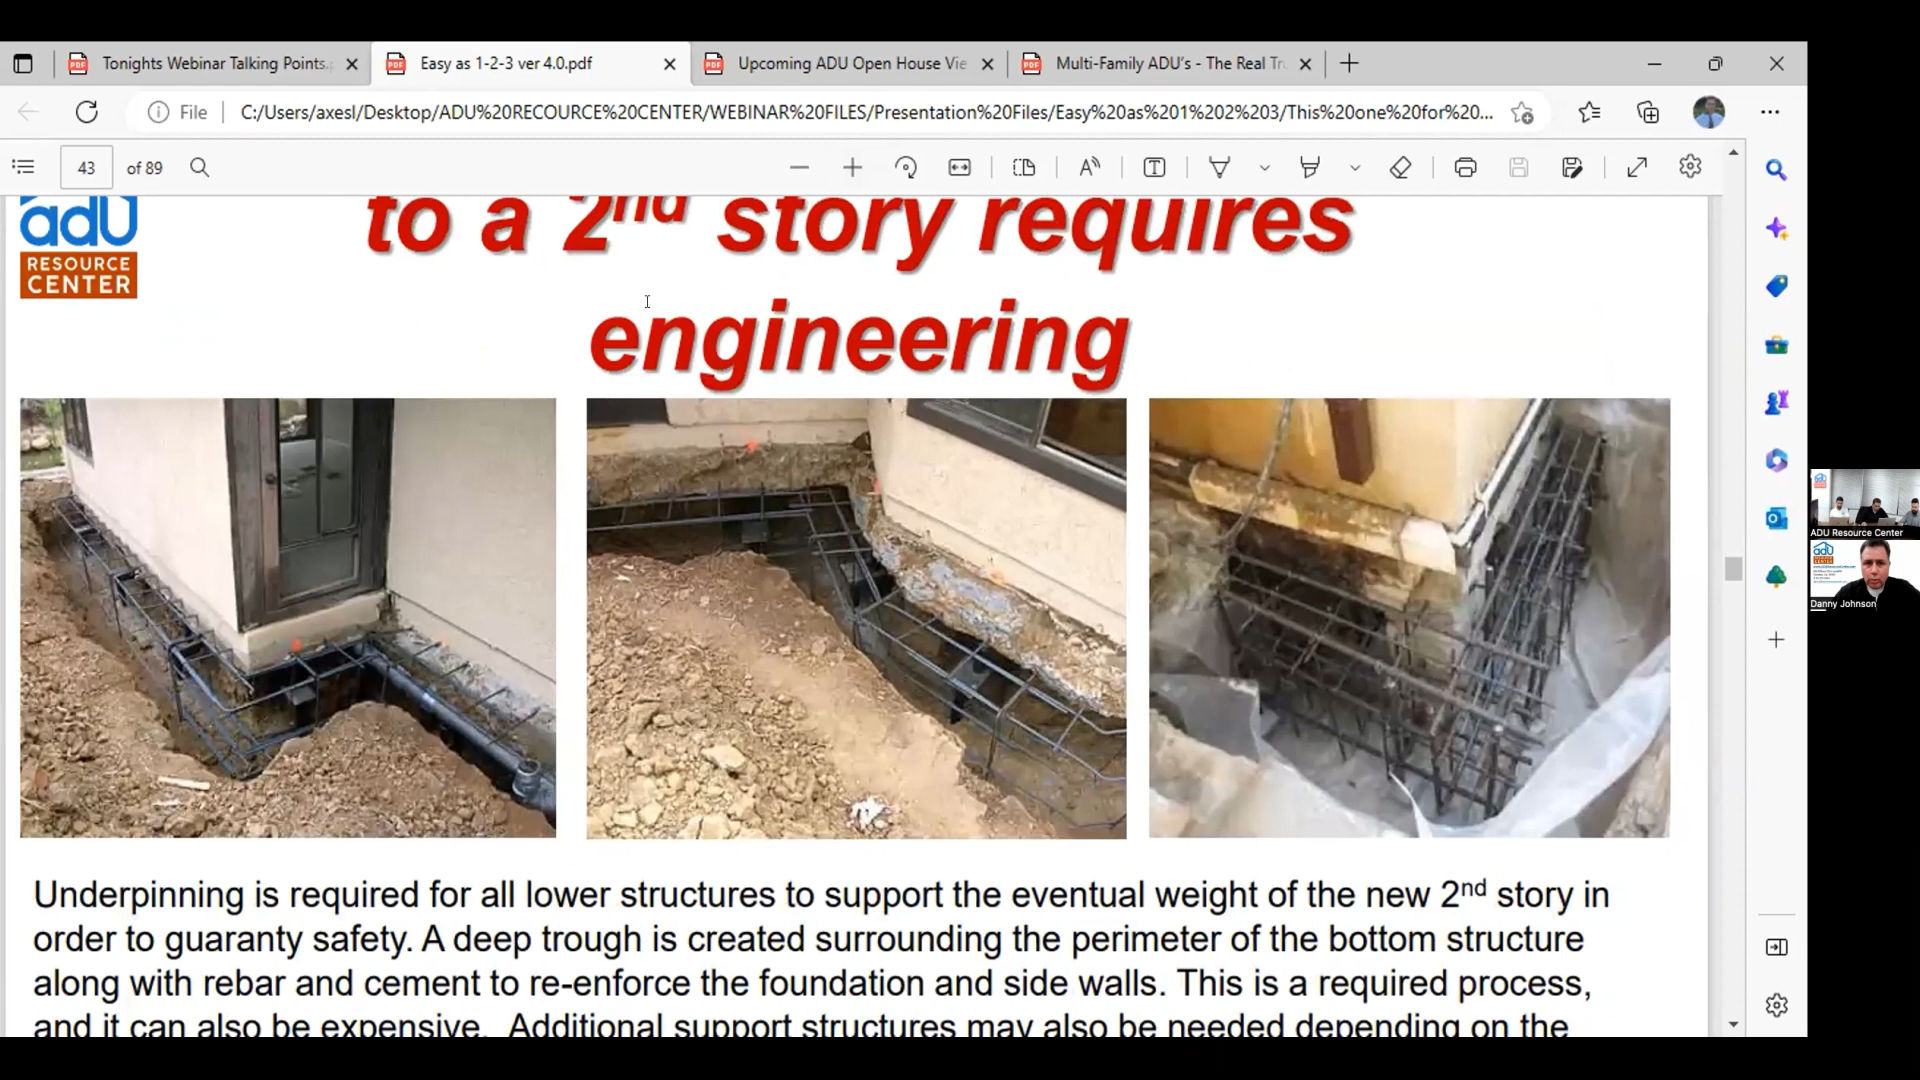 Tonights Webinar Talking Points.
Easy as 1-2-3 ver 4.0.pdf
Upcoming ADU Open House Vie
Multi-Family ADU's - The Real Tr
File
C:/Users/axesl/Desktop/ADU%20RECOURCE%20CENTER/WEBINAR%20FILES/Presentation%20Files/Easy%20as%201%202%203/This%20one%20for%20...
43 of 89
adu
RESOURCE
CENTER
to a 2nd story requires
engineering
Underpinning is required for all lower structures to support the eventual weight of the new 2nd story in
order to guaranty safety. A deep trough is created surrounding the perimeter of the bottom structure
along with rebar and cement to re-enforce the foundation and side walls. This is a required process,
and it can also be expensive. Additional support structures may also be needed depending on the
ADU Resource Center
adu
Danny Johnson